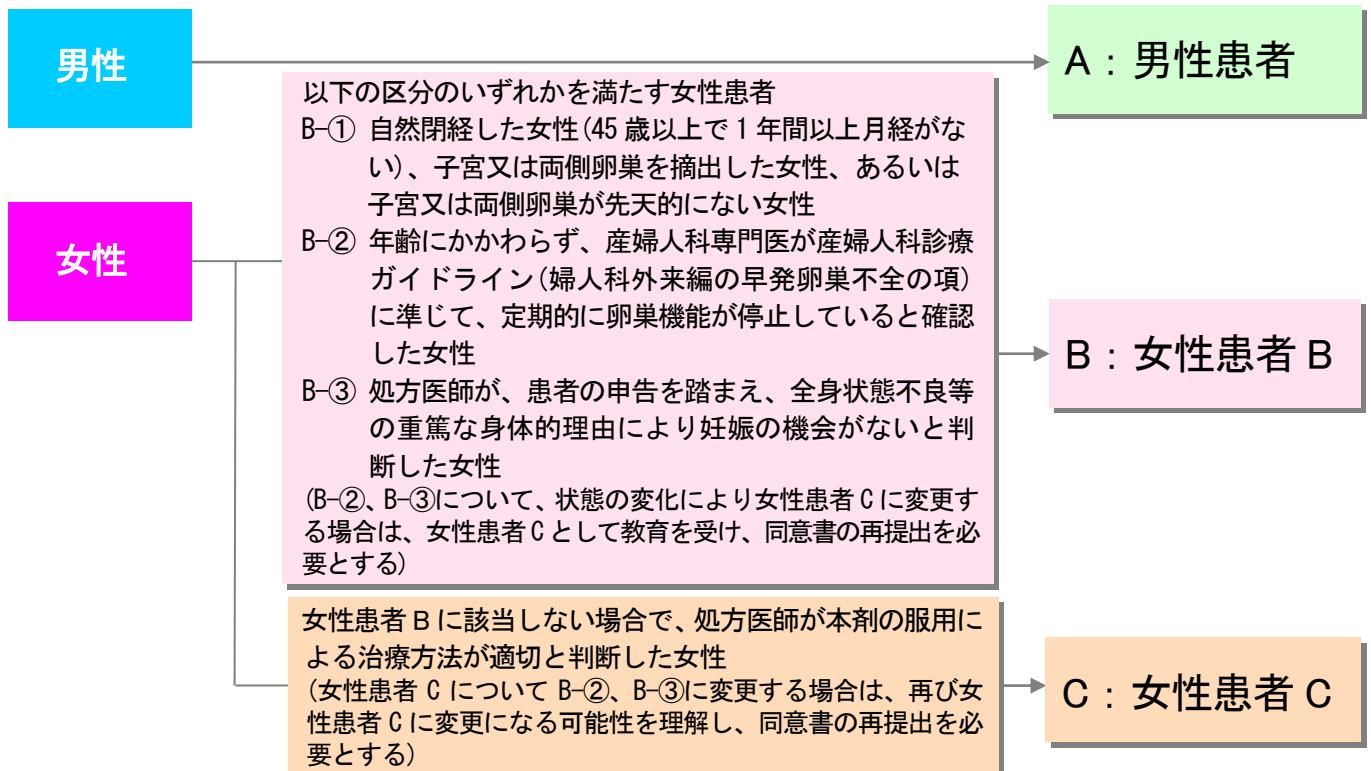 男性
A：男性患者
以下の区分のいずれかを満たす女性患者
B-① 自然閉経した女性(45歳以上で1年間以上月経がな
い)、子宮又は両側卵巣を摘出した女性、あるいは
子宮又は両側卵巣が先天的にない女性
女性
B-② 年齢にかかわらず、産婦人科専門医が産婦人科診療
ガイドライン(婦人科外来編の早発卵巣不全の項)
に準じて、定期的に卵巣機能が停止していると確認
した女性
B-③ 処方医師が、患者の申告を踏まえ、全身状態不良等
の重篤な身体的理由により妊娠の機会がないと判
断した女性
(B-②、B-③について、状態の変化により女性患者Cに変更す
る場合は、女性患者Cとして教育を受け、同意書の再提出を必
要とする)
B：女性患者B
女性患者Bに該当しない場合で、処方医師が本剤の服用に
よる治療方法が適切と判断した女性
(女性患者CについてB-②、B-③に変更する場合は、再び女
性患者Cに変更になる可能性を理解し、同意書の再提出を必
要とする)
C：女性患者C